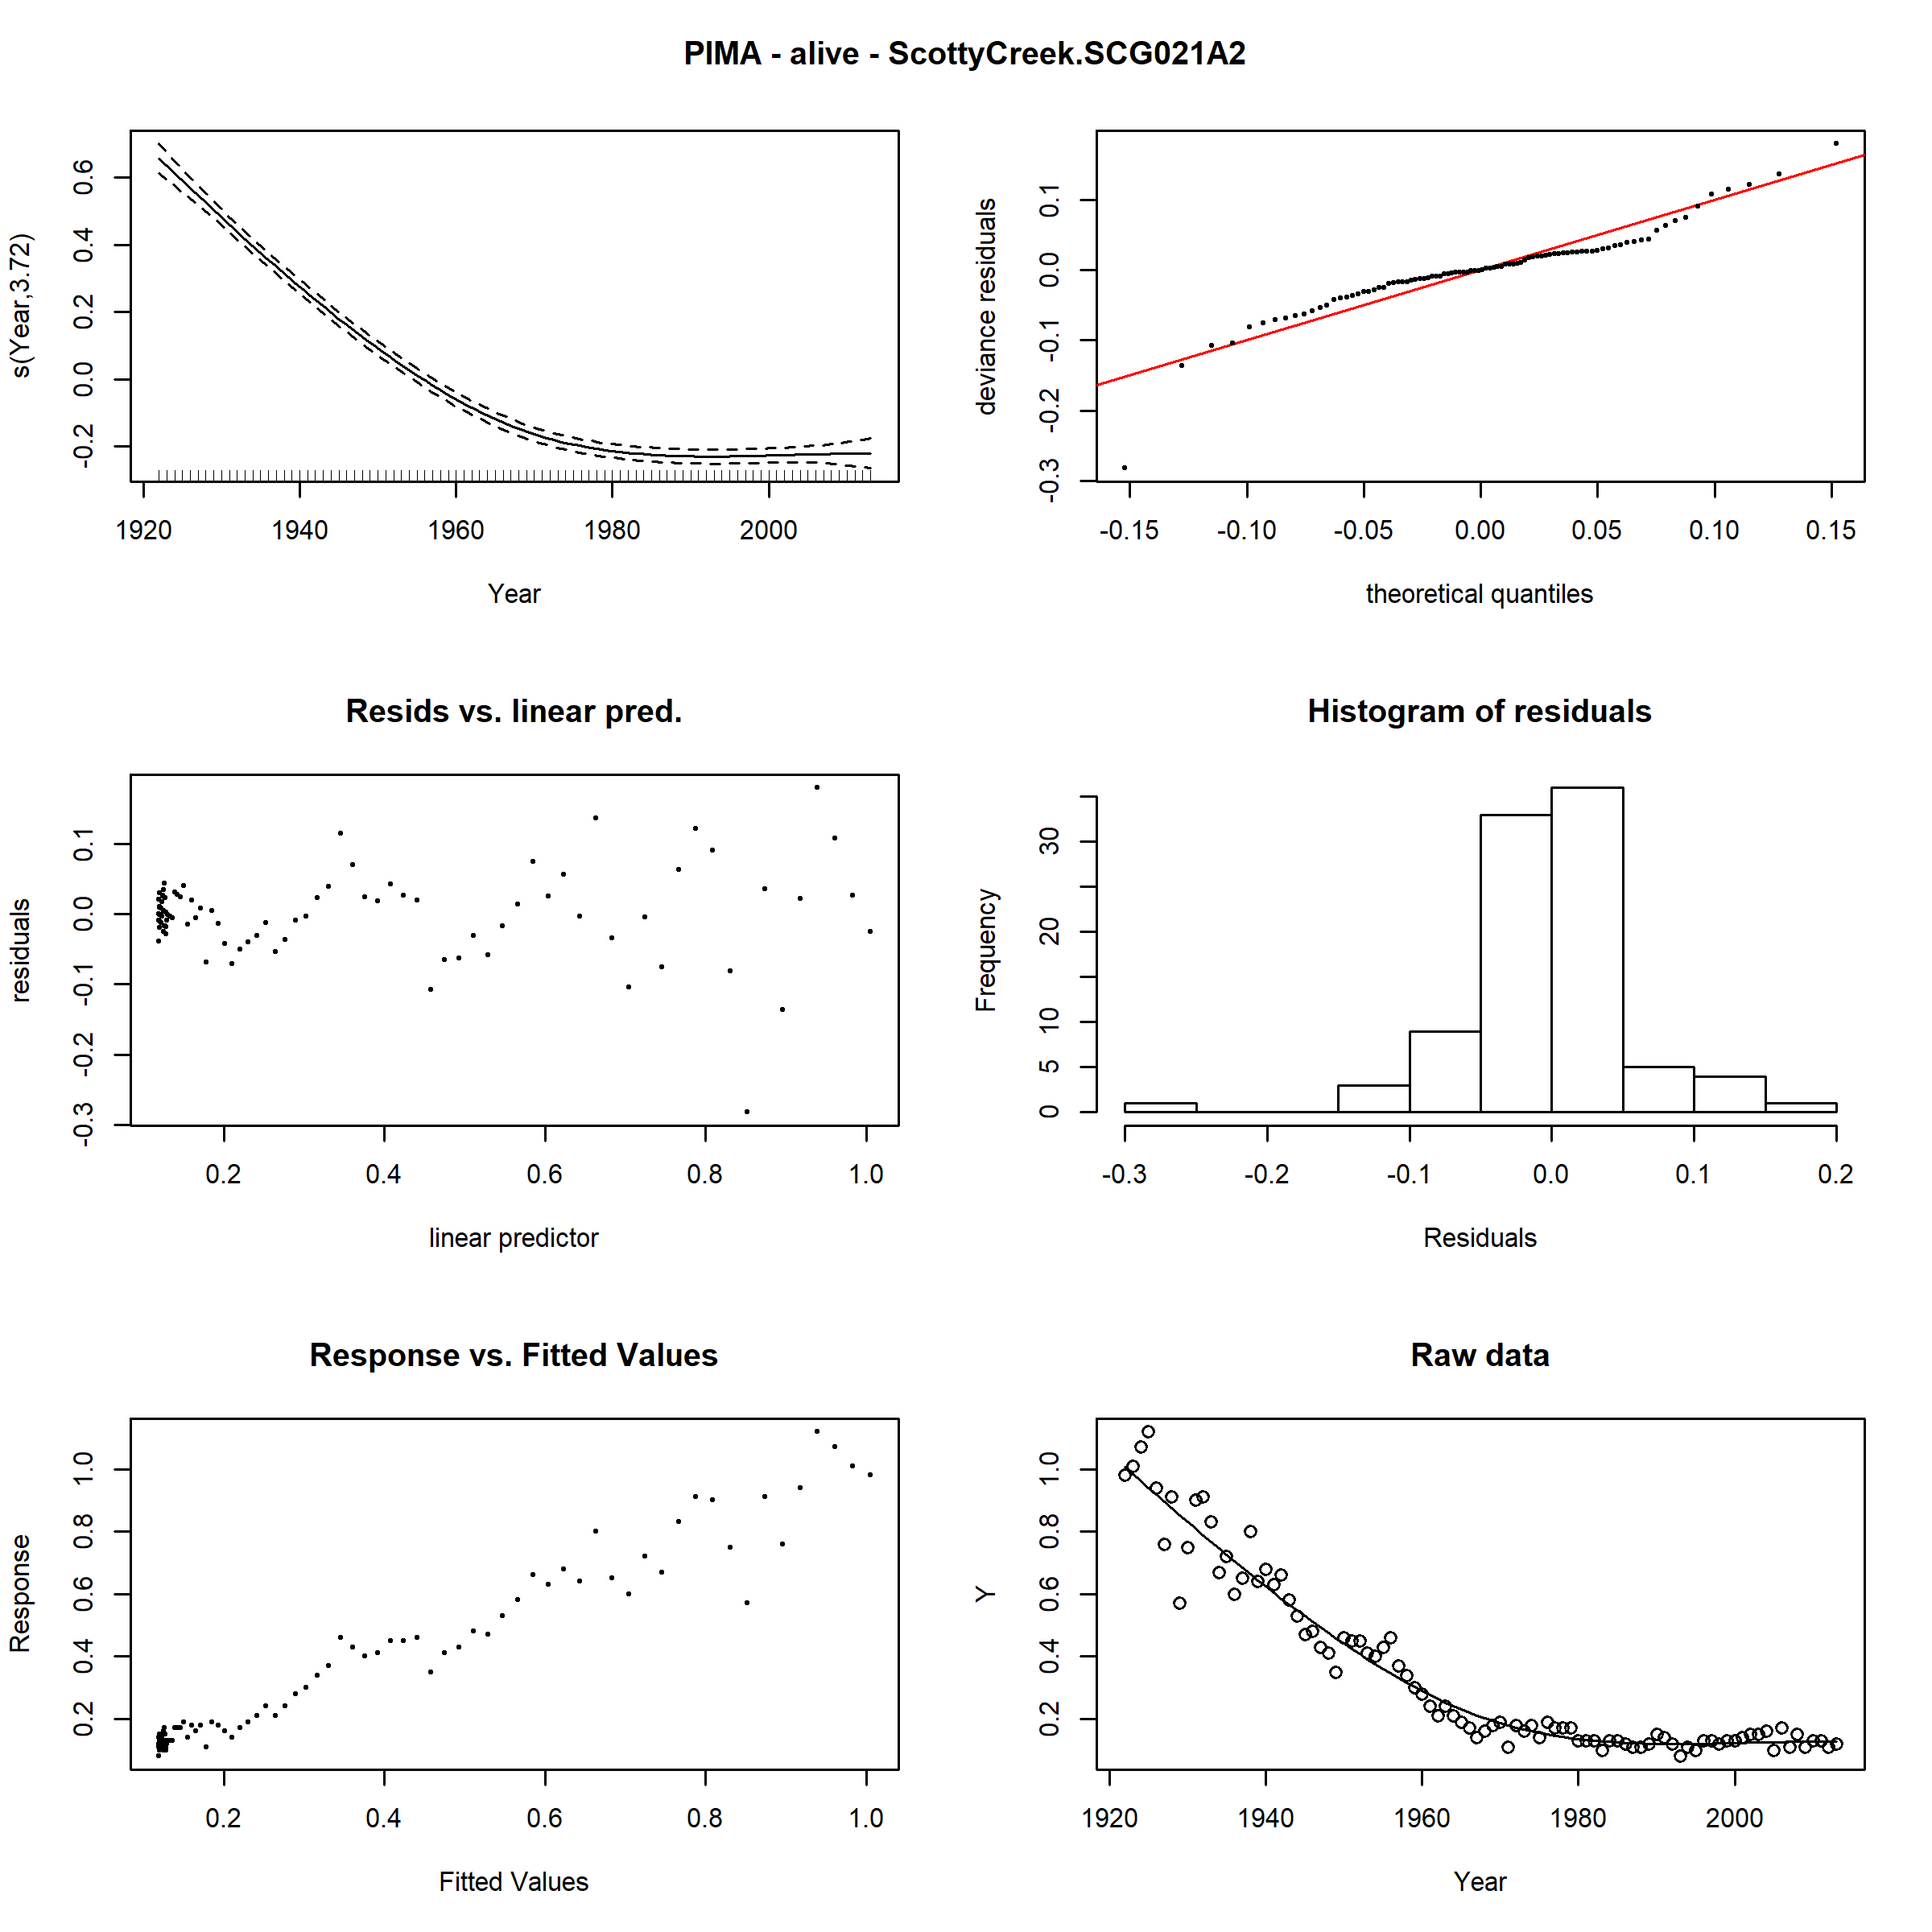 PIMA - alive - ScottyCreek.SCG021A2
s(Year,3.72)
0.6
0.4
0.2
0.0
-0.2
1920 1940 1960 1980 2000
Year
deviance residuals
0.1
0.0
-0.1
-0.2
-0.3
-0.15 -0.10 -0.05 0.00 0.05 0.10 0.15
theoretical quantiles
Resids vs. linear pred.
residuals
0.1
0.0
-0.1
-0.2
-0.3
0.2 0.4 0.6 0.8 1.0
linear predictor
Histogram of residuals
Frequency
30
20
10
5
0
-0.3 -0.2 -0.1 0.0 0.1 0.2
Residuals
Response vs. Fitted Values
Response
1.0
0.8
0.6
0.4
0.2
0.2 0.4 0.6 0.8 1.0
Fitted Values
Raw data
Y
1.0
0.8
0.6
0.4
0.2
1920 1940 1960 1980 2000
Year